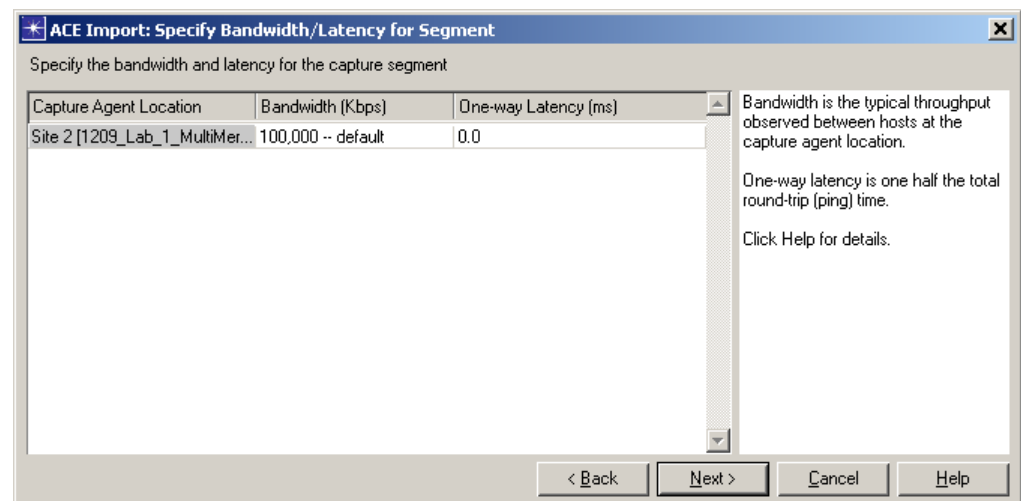 ACE Import: Specify Bandwidth/Latency for Segment
Specify the bandwidth and latency for the capture segment
Capture Agent Location Bandwidth (Kbps) One-way Latency (ms)
Site 2 [1209_Lab_1_MultiMer... 100,000 -- default 0.0
Bandwidth is the typical throughput
observed between hosts at the
capture agent location.
One-way latency is one half the total
round-trip (ping) time.
Click Help for details.
< Back Next > Cancel Help